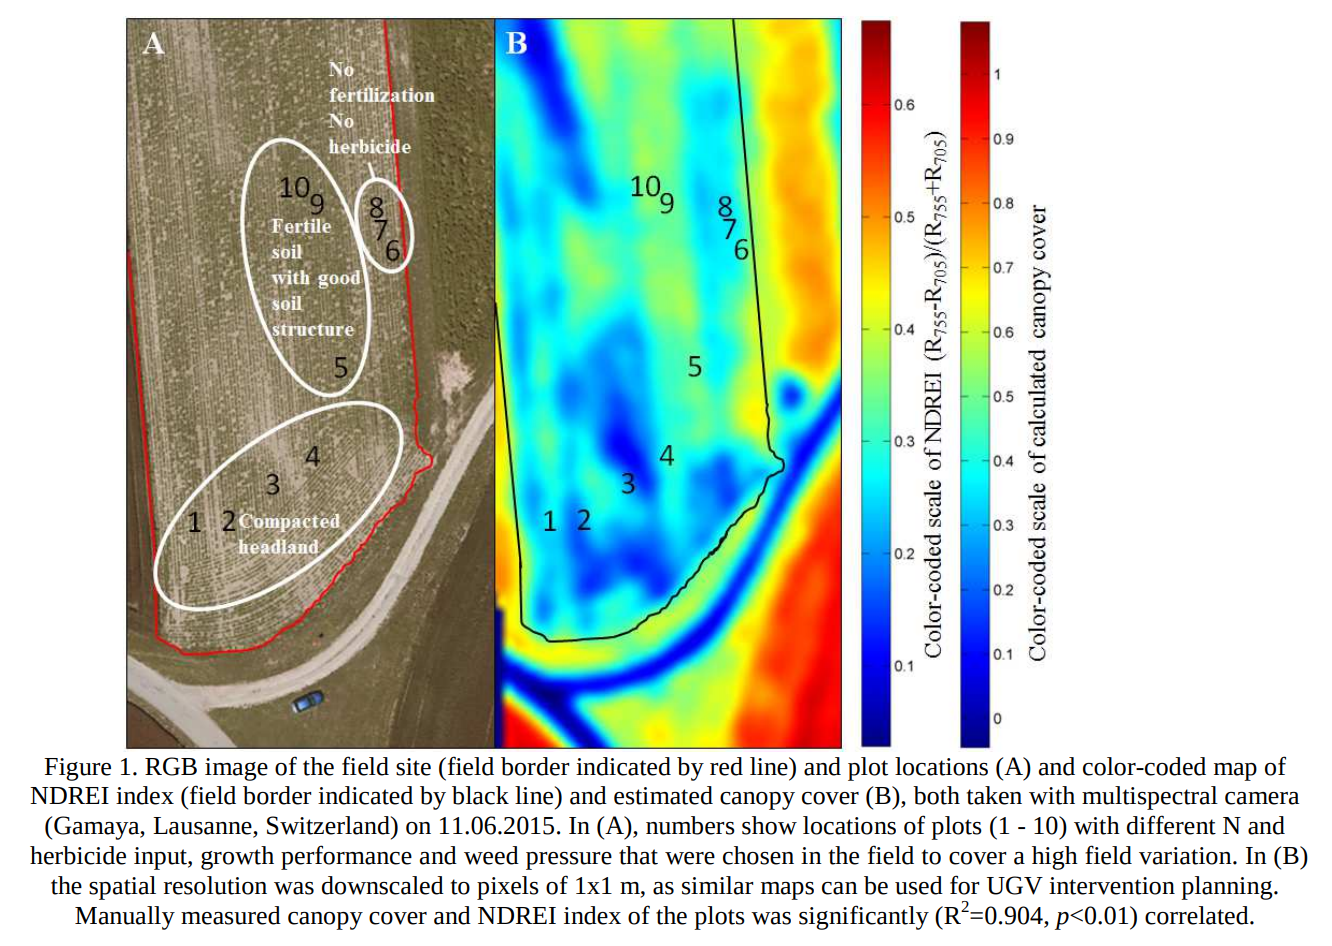 A
No
fertilization
No
herbicide
10
9
8
7
6
Fertile
soil
with good
soil
structure
5
4
3
1 2 Compacted
headland
B
10
9
8
7
6
5
4
3
1 2
0.6
0.5
0.4
0.3
0.2
0.1
Color-coded scale of NDREI (R755-R705)/(R755+R705)
1
0.9
0.8
0.7
0.6
0.5
0.4
0.3
0.2
0.1
0
Color-coded scale of calculated canopy cover
Figure 1. RGB image of the field site (field border indicated by red line) and plot locations (A) and color-coded map of
NDREI index (field border indicated by black line) and estimated canopy cover (B), both taken with multispectral camera
(Gamaya, Lausanne, Switzerland) on 11.06.2015. In (A), numbers show locations of plots (1 - 10) with different N and
herbicide input, growth performance and weed pressure that were chosen in the field to cover a high field variation. In (B)
the spatial resolution was downscaled to pixels of 1x1 m, as similar maps can be used for UGV intervention planning.
Manually measured canopy cover and NDREI index of the plots was significantly (R2=0.904, p<0.01) correlated.